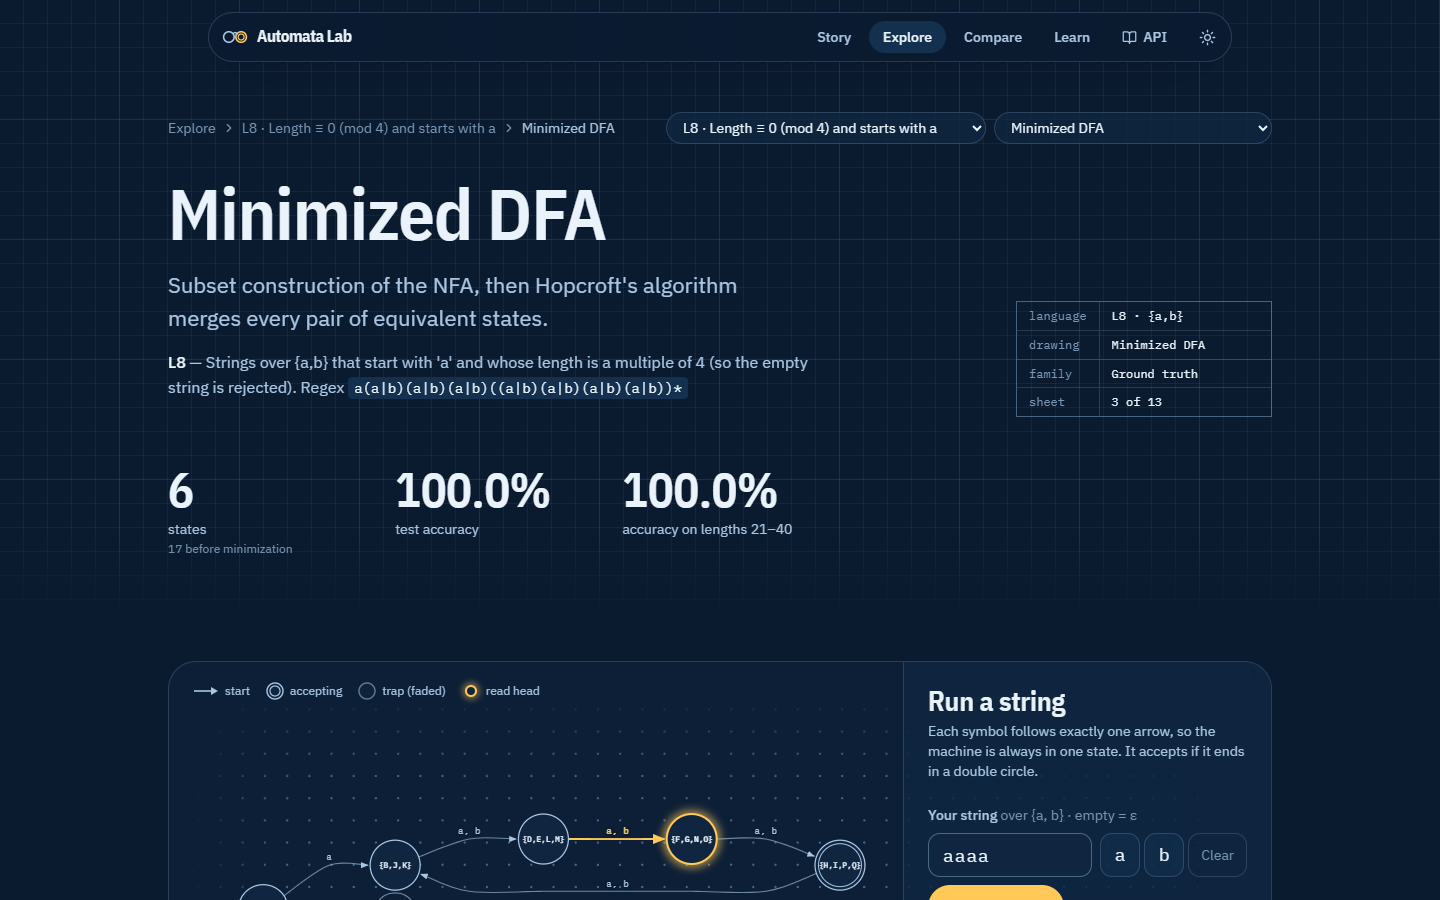 Automata Lab
Story
Explore
Compare
Learn
API
Explore > L8 · Length ≡ 0 (mod 4) and starts with a > Minimized DFA
L8 · Length ≡ 0 (mod 4) and starts with a
Minimized DFA
Minimized DFA
Subset construction of the NFA, then Hopcroft's algorithm
merges every pair of equivalent states.
L8 — Strings over {a,b} that start with 'a' and whose length is a multiple of 4 (so the empty
string is rejected). Regex a(a|b)(a|b)(a|b)((a|b)(a|b)(a|b)(a|b))*
language L8 · {a,b}
drawing Minimized DFA
family Ground truth
sheet 3 of 13
6
states
17 before minimization
100.0%
test accuracy
100.0%
accuracy on lengths 21–40
start
accepting
trap (faded)
read head
a
{B,J,K}
a, b
{D,E,L,M}
a, b
{F,G,N,O}
a, b
{H,I,P,Q}
a, b
Run a string
Each symbol follows exactly one arrow, so the
machine is always in one state. It accepts if it ends
in a double circle.
Your string over {a, b} · empty = ε
aaaa
a
b
Clear